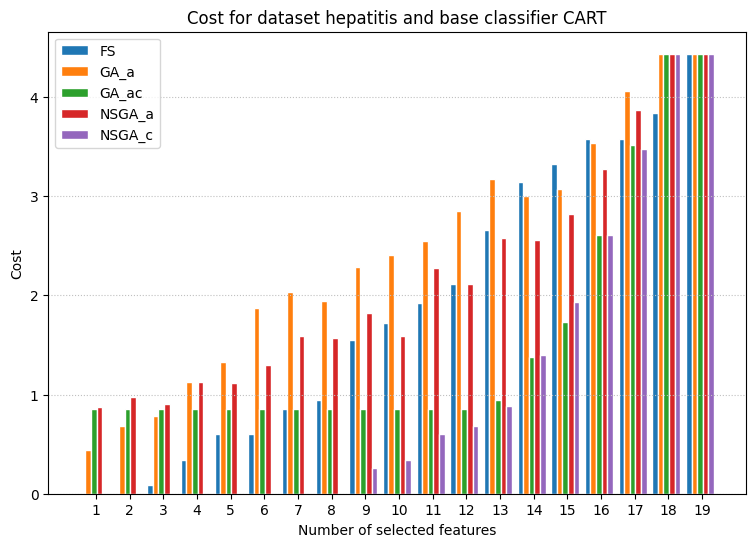 Cost for dataset hepatitis and base classifier CART
FS
GA_a
GA_ac
NSGA_a
NSGA_c
4
3
2
1
0
Cost
1 2 3 4 5 6 7 8 9 10 11 12 13 14 15 16 17 18 19
Number of selected features